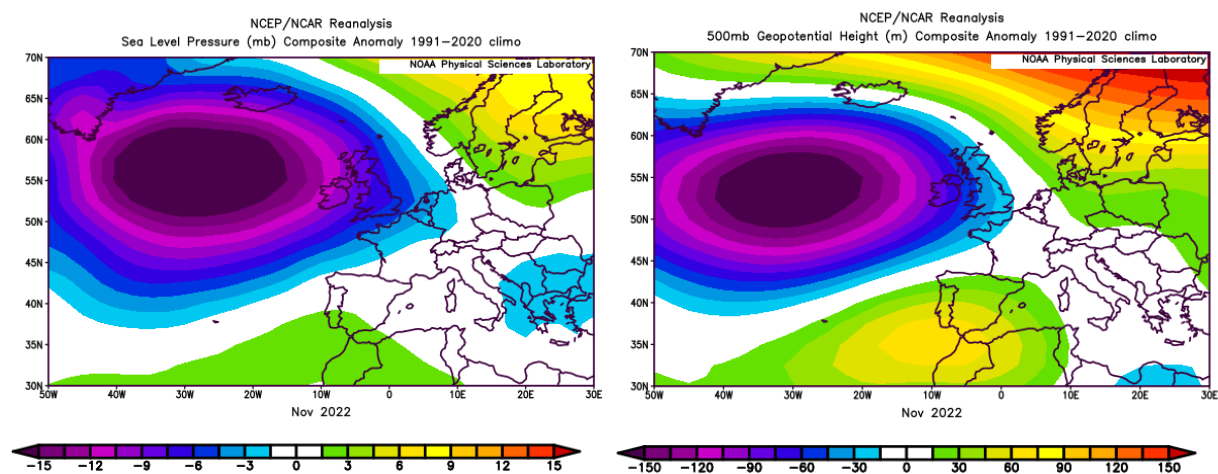 NCEP/NCAR Reanalysis
Sea Level Pressure (mb) Composite Anomaly 1991-2020 climo
NOAA Physical Sciences Laboratory
70N
65N
60N
55N
50N
45N
40N
35N
30N
50W 40W 30W 20W 10W 0 10E 20E 30E
Nov 2022
-15 -12 -9 -6 -3 0 3 6 9 12 15
NCEP/NCAR Reanalysis
500mb Geopotential Height (m) Composite Anomaly 1991-2020 climo
NOAA Physical Sciences Laboratory
70N
65N
60N
55N
50N
45N
40N
35N
30N
50W 40W 30W 20W 10W 0 10E 20E 30E
Nov 2022
-150 -120 -90 -60 -30 0 30 60 90 120 150